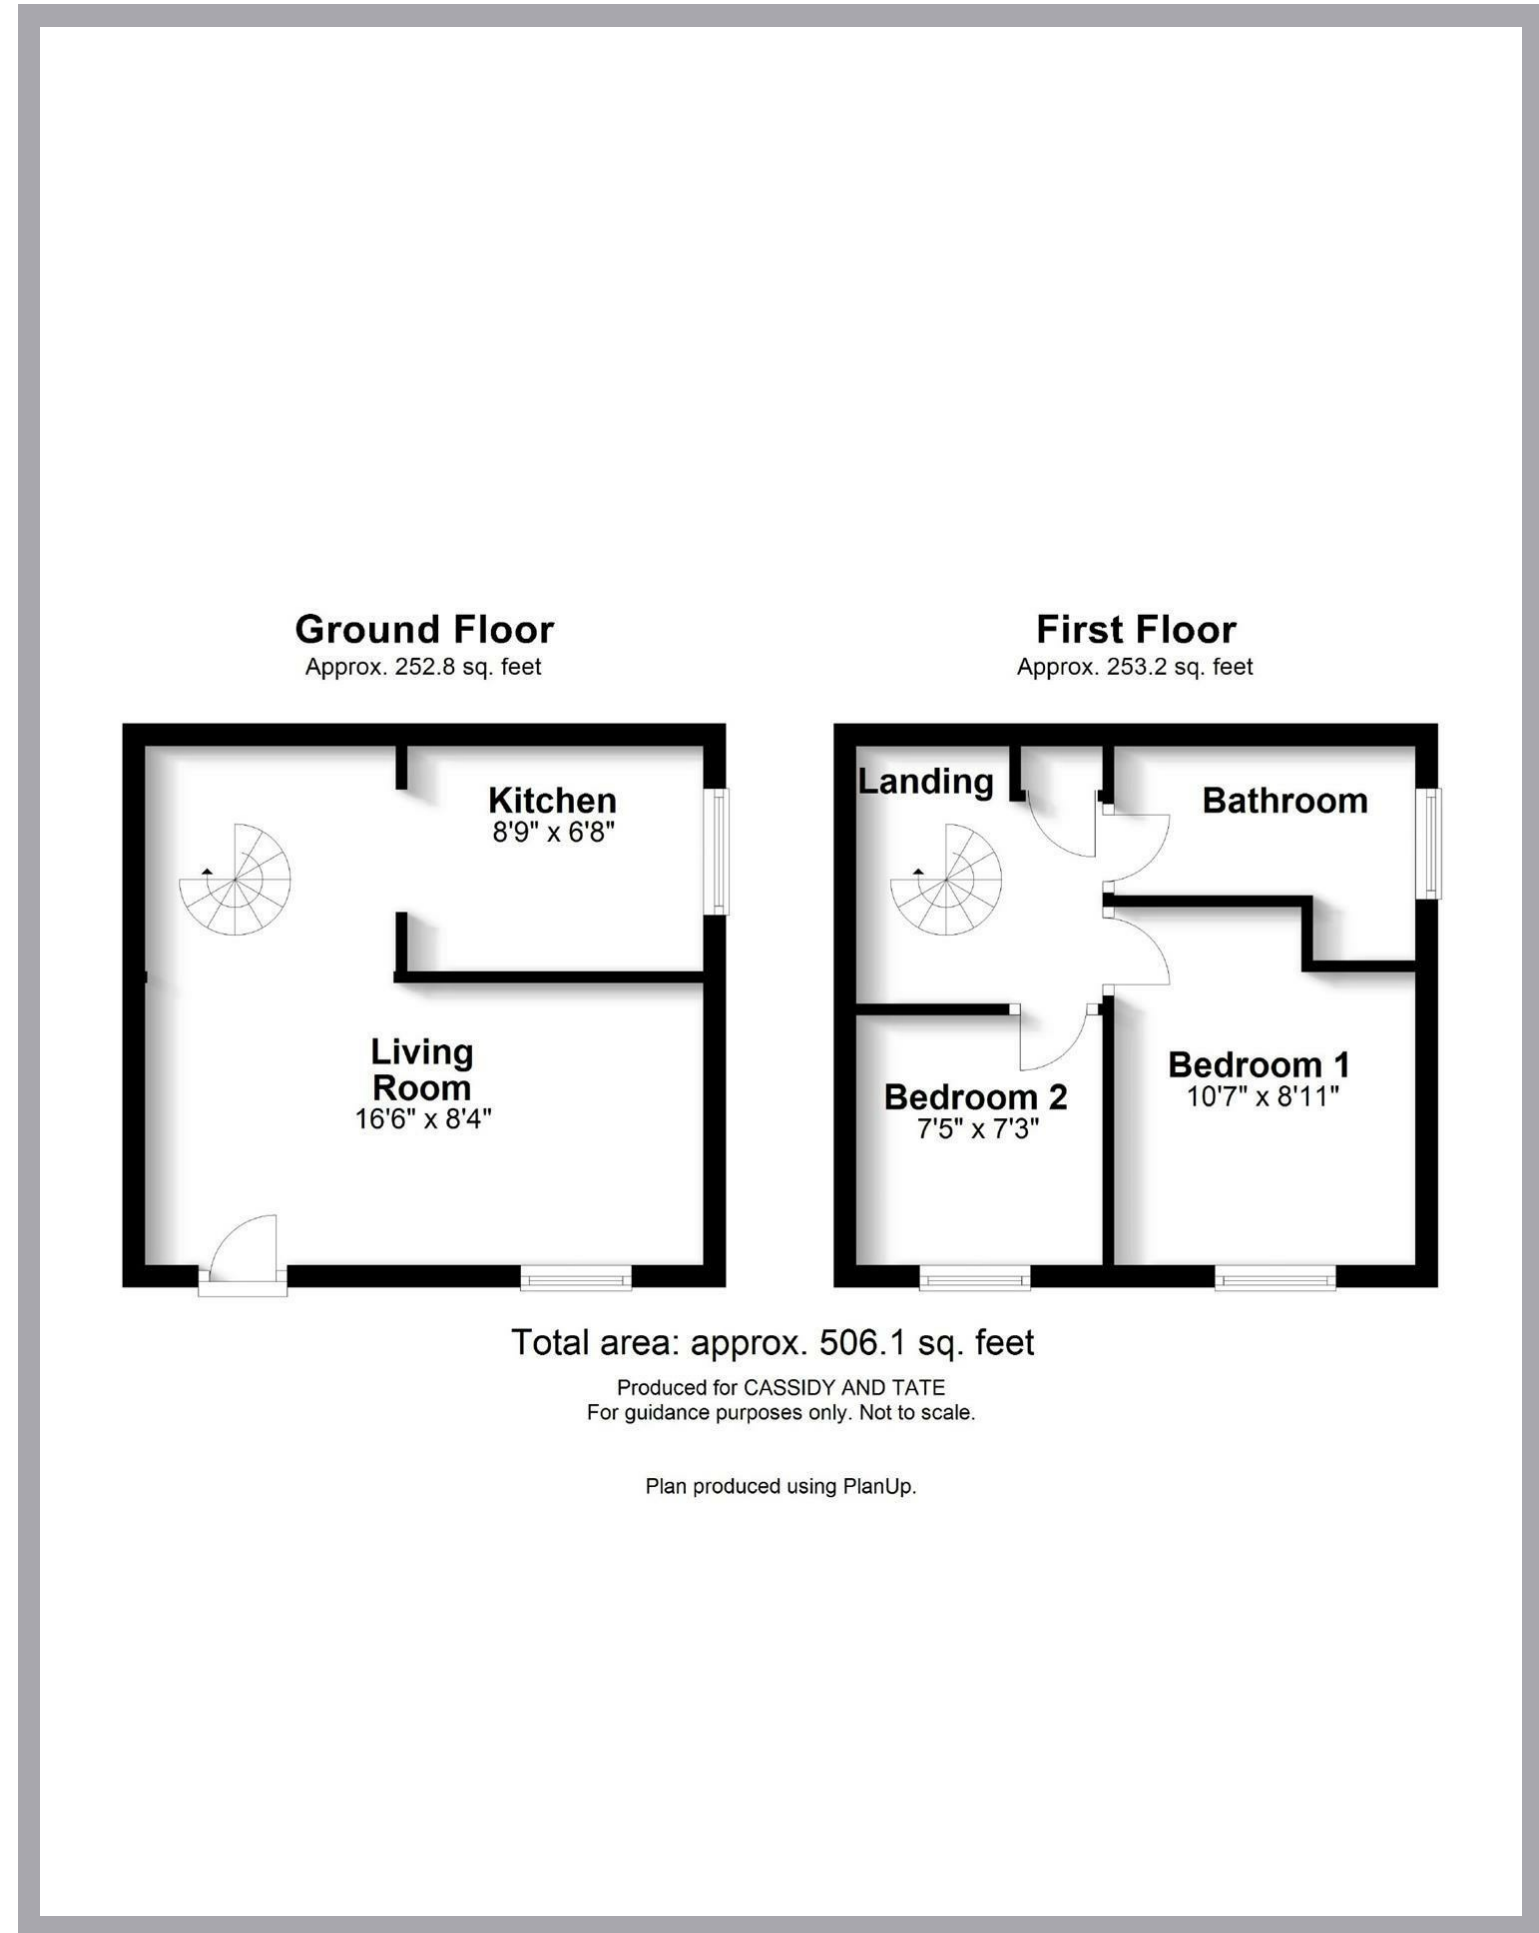 Ground Floor
Approx. 252.8 sq. feet
Kitchen
8'9" x 6'8"
Living
Room
16'6" x 8'4"
First Floor
Approx. 253.2 sq. feet
Landing
Bathroom
Bedroom 1
10'7" x 8'11"
Bedroom 2
7'5" x 7'3"
Total area: approx. 506.1 sq. feet
Produced for CASSIDY AND TATE
For guidance purposes only. Not to scale.
Plan produced using PlanUp.